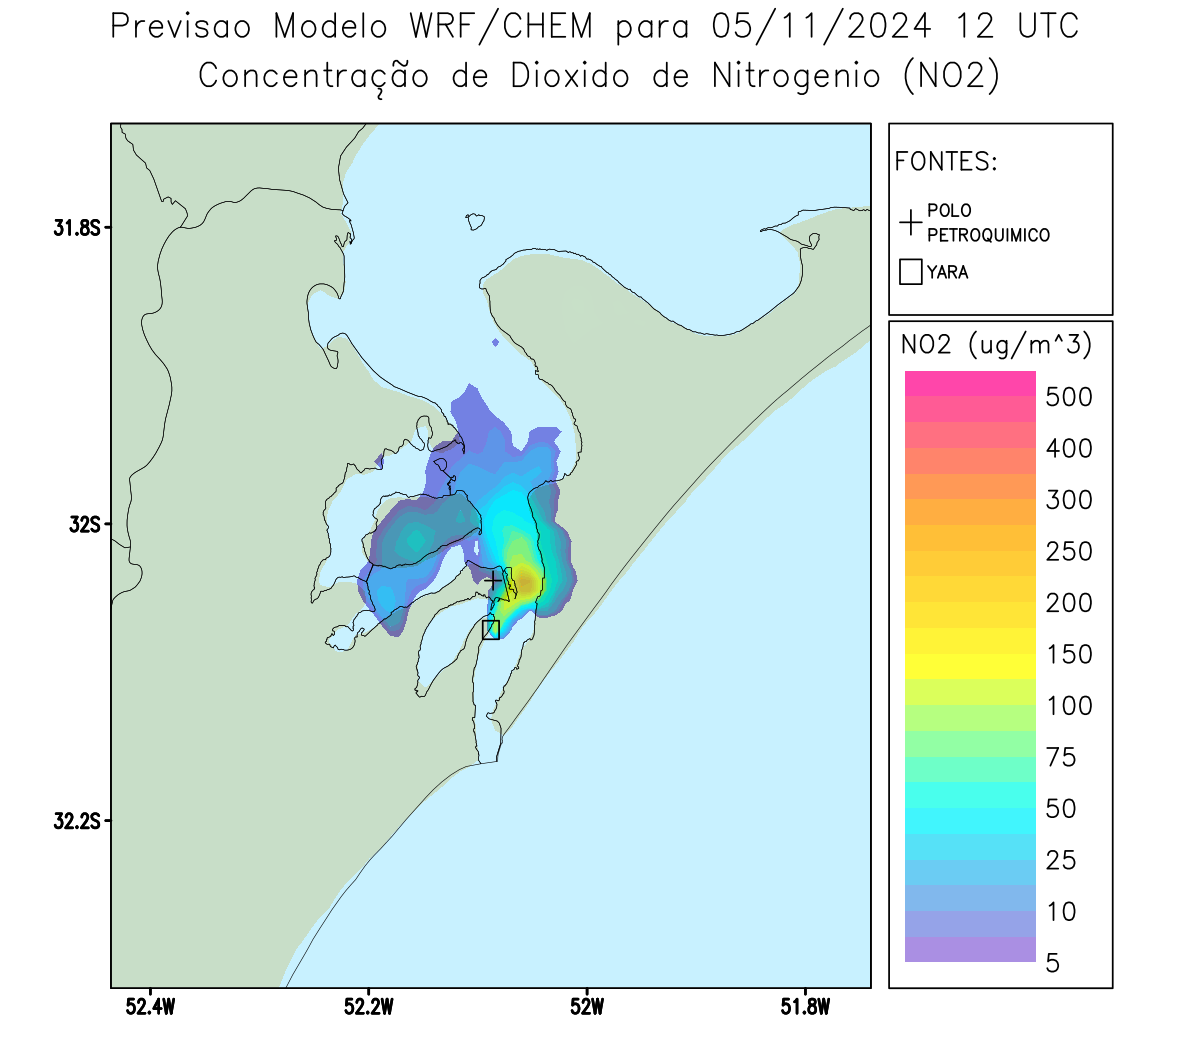 Previsao Modelo WRF/CHEM para 05/11/2024 12 UTC
Concentração de Dioxido de Nitrogenio (NO2)
FONTES:
POLO
PETROQUIMICO
YARA
31.8S
32S
32.2S
52.4W
52.2W
52W
51.8W
NO2 (ug/m^3)
500
400
300
250
200
150
100
75
50
25
10
5